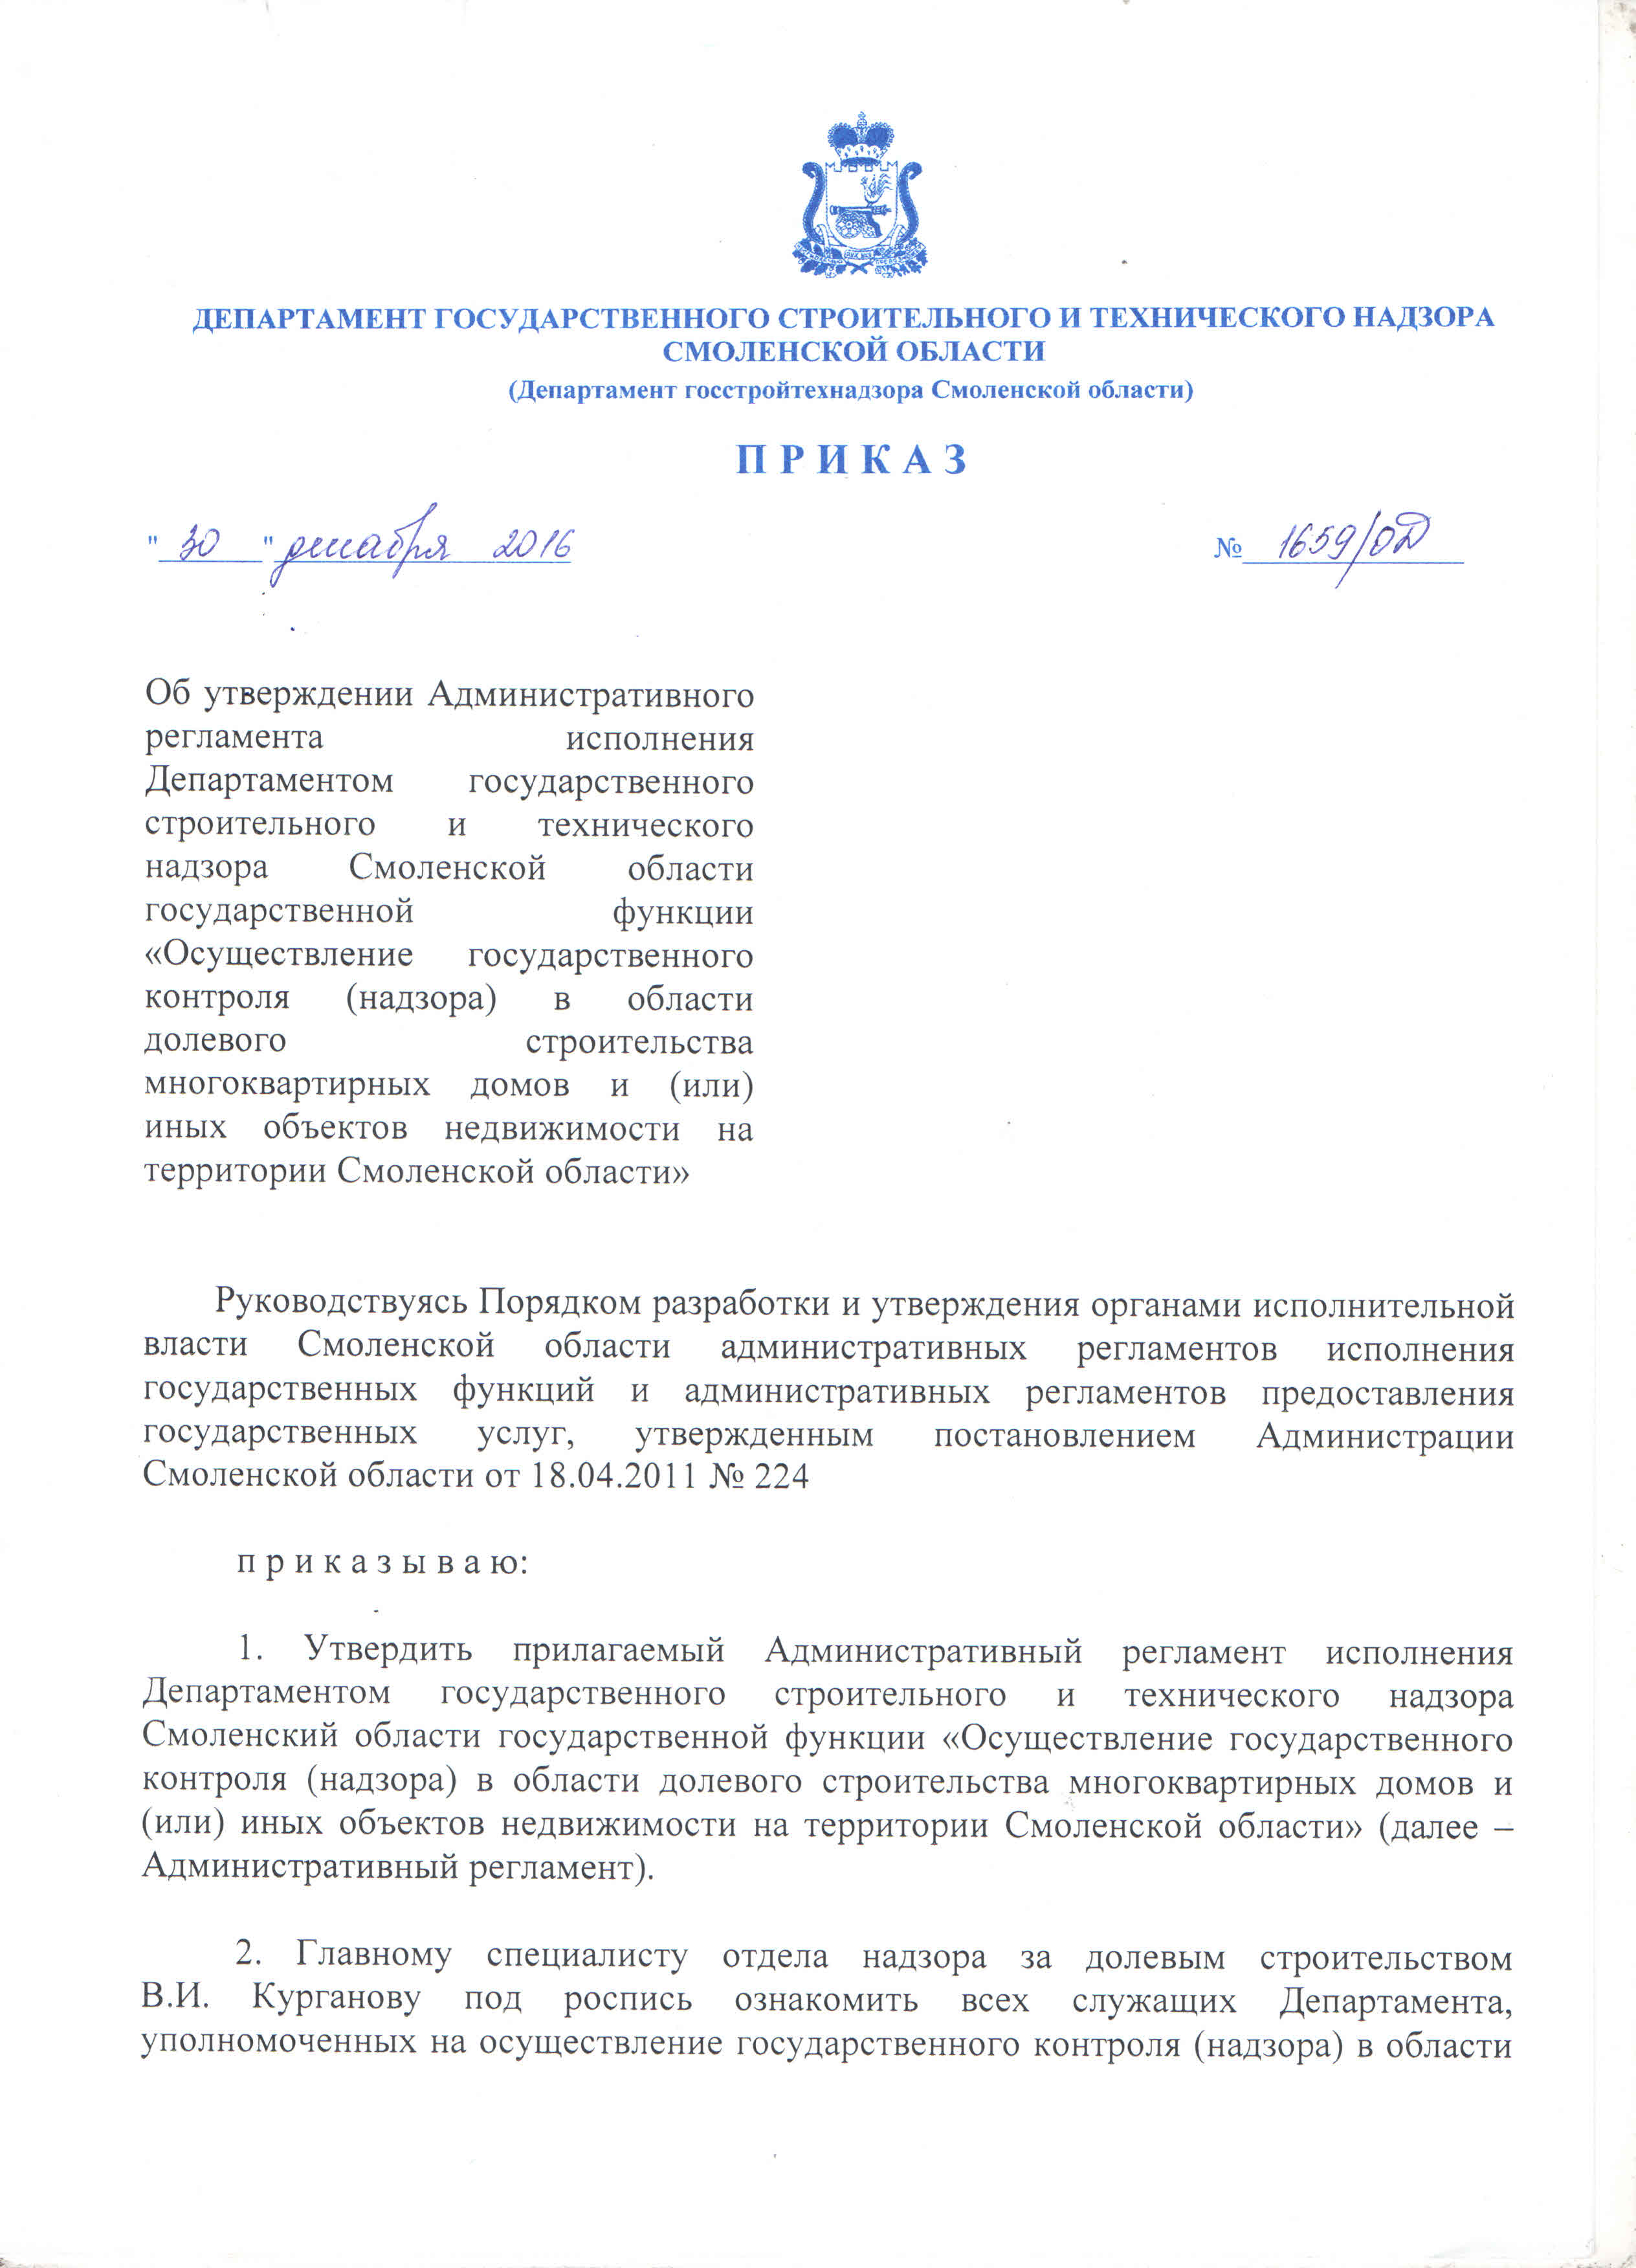 ДЕПАРТАМЕНТ ГОСУДАРСТВЕННОГО СТРОИТЕЛЬНОГО И ТЕХНИЧЕСКОГО НАДЗОРА
СМОЛЕНСКОЙ ОБЛАСТИ
(Департамент госстройтехнадзора Смоленской области)
П Р И К А З
" 30 " декабря 2016 № 1659/ОД
Об утверждении Административного
регламента исполнения
Департаментом государственного
строительного и технического
надзора Смоленской области
государственной функции
«Осуществление государственного
контроля (надзора) в области
долевого строительства
многоквартирных домов и (или)
иных объектов недвижимости на
территории Смоленской области»
Руководствуясь Порядком разработки и утверждения органами исполнительной
власти Смоленской области административных регламентов исполнения
государственных функций и административных регламентов предоставления
государственных услуг, утвержденным постановлением Администрации
Смоленской области от 18.04.2011 № 224
п р и к а з ы в а ю:
1. Утвердить прилагаемый Административный регламент исполнения
Департаментом государственного строительного и технического надзора
Смоленский области государственной функции «Осуществление государственного
контроля (надзора) в области долевого строительства многоквартирных домов и
(или) иных объектов недвижимости на территории Смоленской области» (далее –
Административный регламент).
2. Главному специалисту отдела надзора за долевым строительством
В.И. Курганову под роспись ознакомить всех служащих Департамента,
уполномоченных на осуществление государственного контроля (надзора) в области